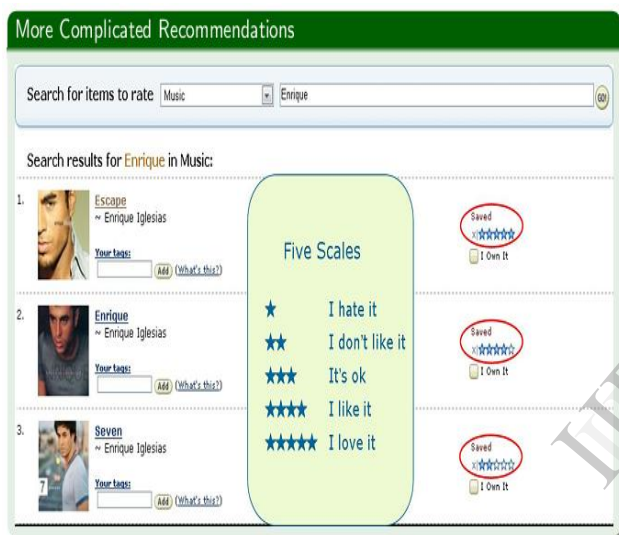 More Complicated Recommendations
Search for items to rate Music Enrique GO!
Search results for Enrique in Music:
1. Escape
~ Enrique Iglesias
Your tags:
Add (What's this?)
Saved
I Own It
2. Enrique
~ Enrique Iglesias
Your tags:
Add (What's this?)
Saved
I Own It
3. Seven
~ Enrique Iglesias
Your tags:
Add (What's this?)
Saved
I Own It
7
Five Scales
★ I hate it
★★ I don't like it
★★★ It's ok
★★★★ I like it
★★★★★ I love it